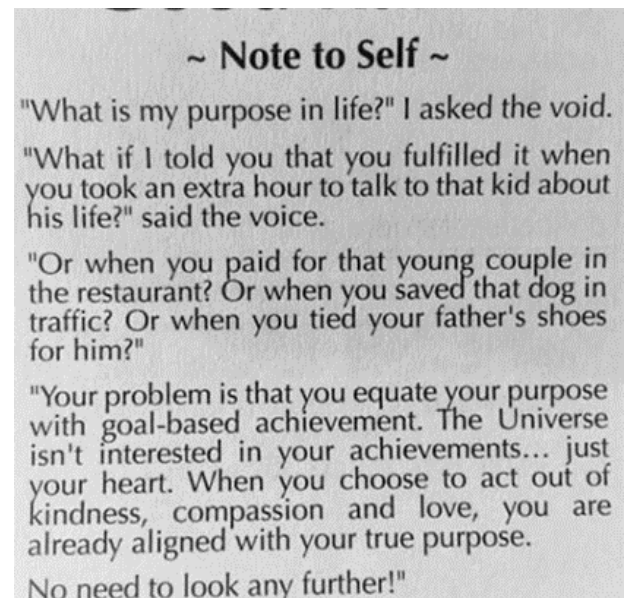 ~ Note to Self ~
"What is my purpose in life?" I asked the void.
"What if I told you that you fulfilled it when
you took an extra hour to talk to that kid about
his life?" said the voice.
"Or when you paid for that young couple in
the restaurant? Or when you saved that dog in
traffic? Or when you tied your father's shoes
for him?"
"Your problem is that you equate your purpose
with goal-based achievement. The Universe
isn't interested in your achievements... just
your heart. When you choose to act out of
kindness, compassion and love, you are
already aligned with your true purpose.
No need to look any further!"